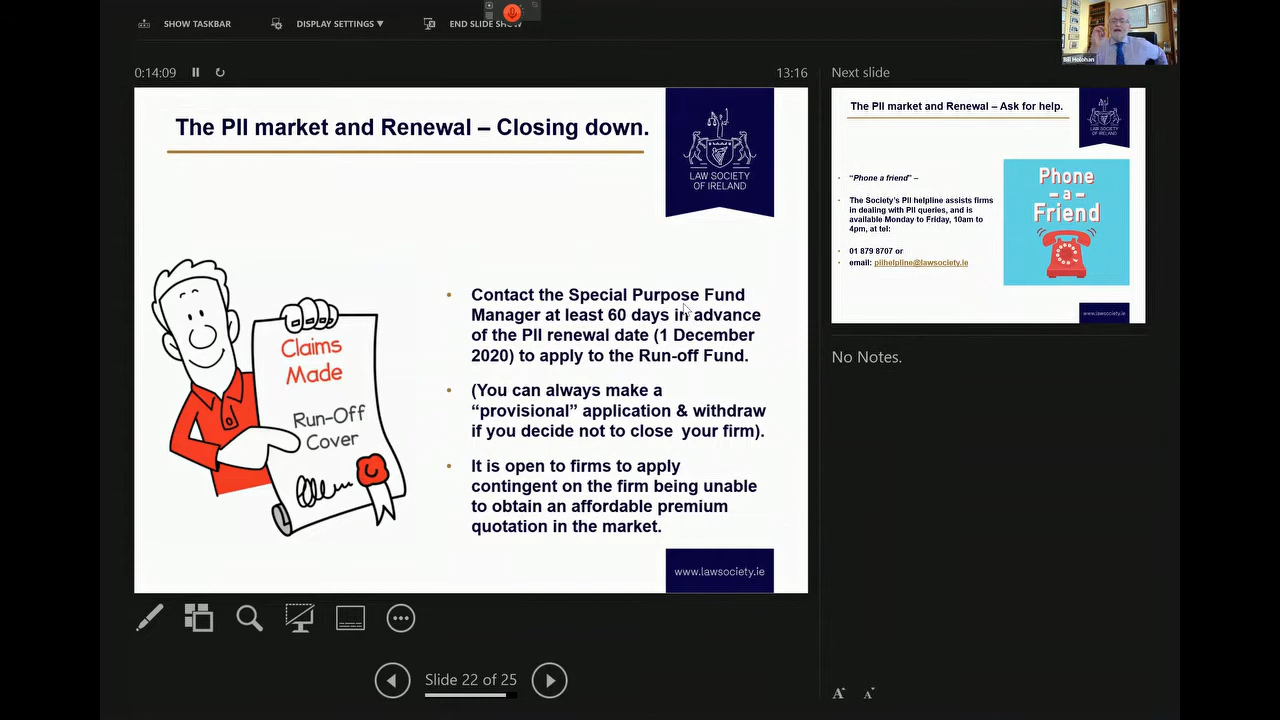 SHOW TASKBAR
DISPLAY SETTINGS ▼
END SLIDE SHOW
Bill Holohan
0:14:09
13:16
Next slide
The PII market and Renewal – Closing down.
LAW SOCIETY
OF IRELAND
Claims
Made
Run-Off
Cover
• Contact the Special Purpose Fund
Manager at least 60 days in advance
of the PII renewal date (1 December
2020) to apply to the Run-off Fund.
• (You can always make a
“provisional” application & withdraw
if you decide not to close your firm).
• It is open to firms to apply
contingent on the firm being unable
to obtain an affordable premium
quotation in the market.
www.lawsociety.ie
The PII market and Renewal – Ask for help.
LAW SOCIETY
OF IRELAND
• “Phone a friend” –
• The Society’s PII helpline assists firms
in dealing with PII queries, and is
available Monday to Friday, 10am to
4pm, at tel:
• 01 879 8707 or
• email: piihelpline@lawsociety.ie
Phone
-a-
Friend
www.lawsociety.ie
No Notes.
Slide 22 of 25
A A